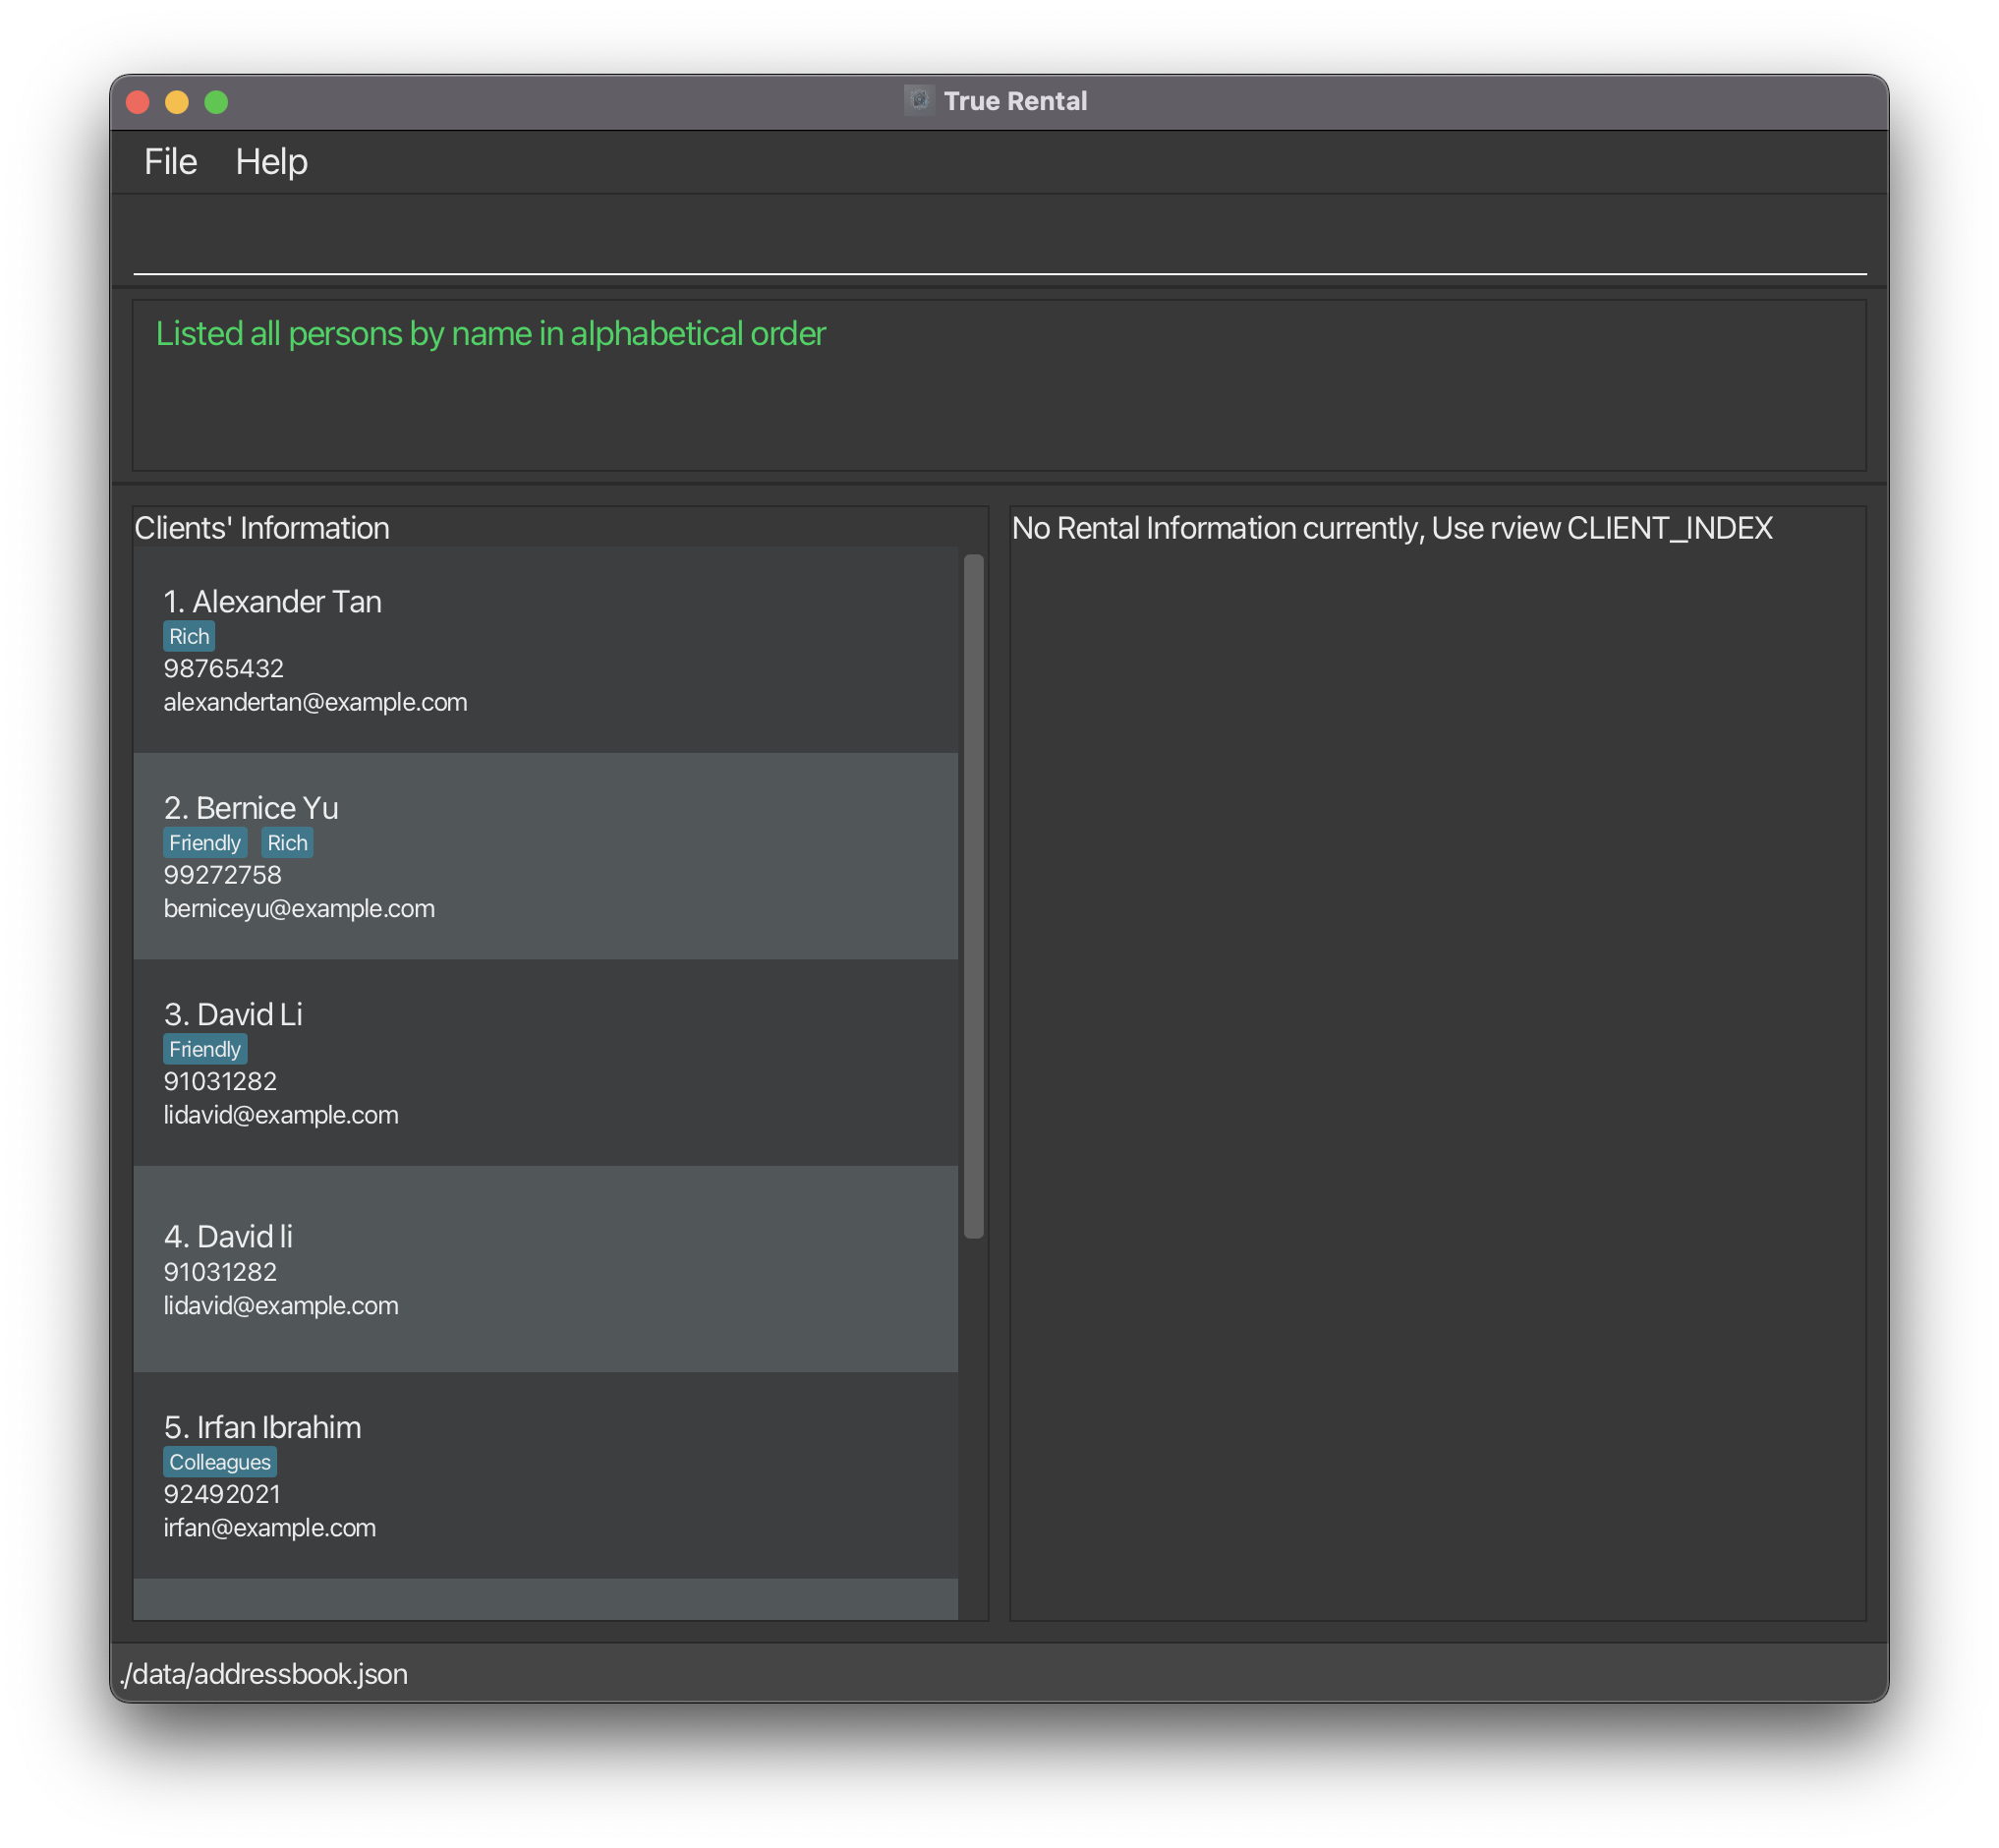 True Rental
File Help
Listed all persons by name in alphabetical order
Clients' Information
1. Alexander Tan
Rich
98765432
alexandertan@example.com
2. Bernice Yu
Friendly Rich
99272758
berniceyu@example.com
3. David Li
Friendly
91031282
lidavid@example.com
4. David li
91031282
lidavid@example.com
5. Irfan Ibrahim
Colleagues
92492021
irfan@example.com
No Rental Information currently, Use rview CLIENT_INDEX
./data/addressbook.json